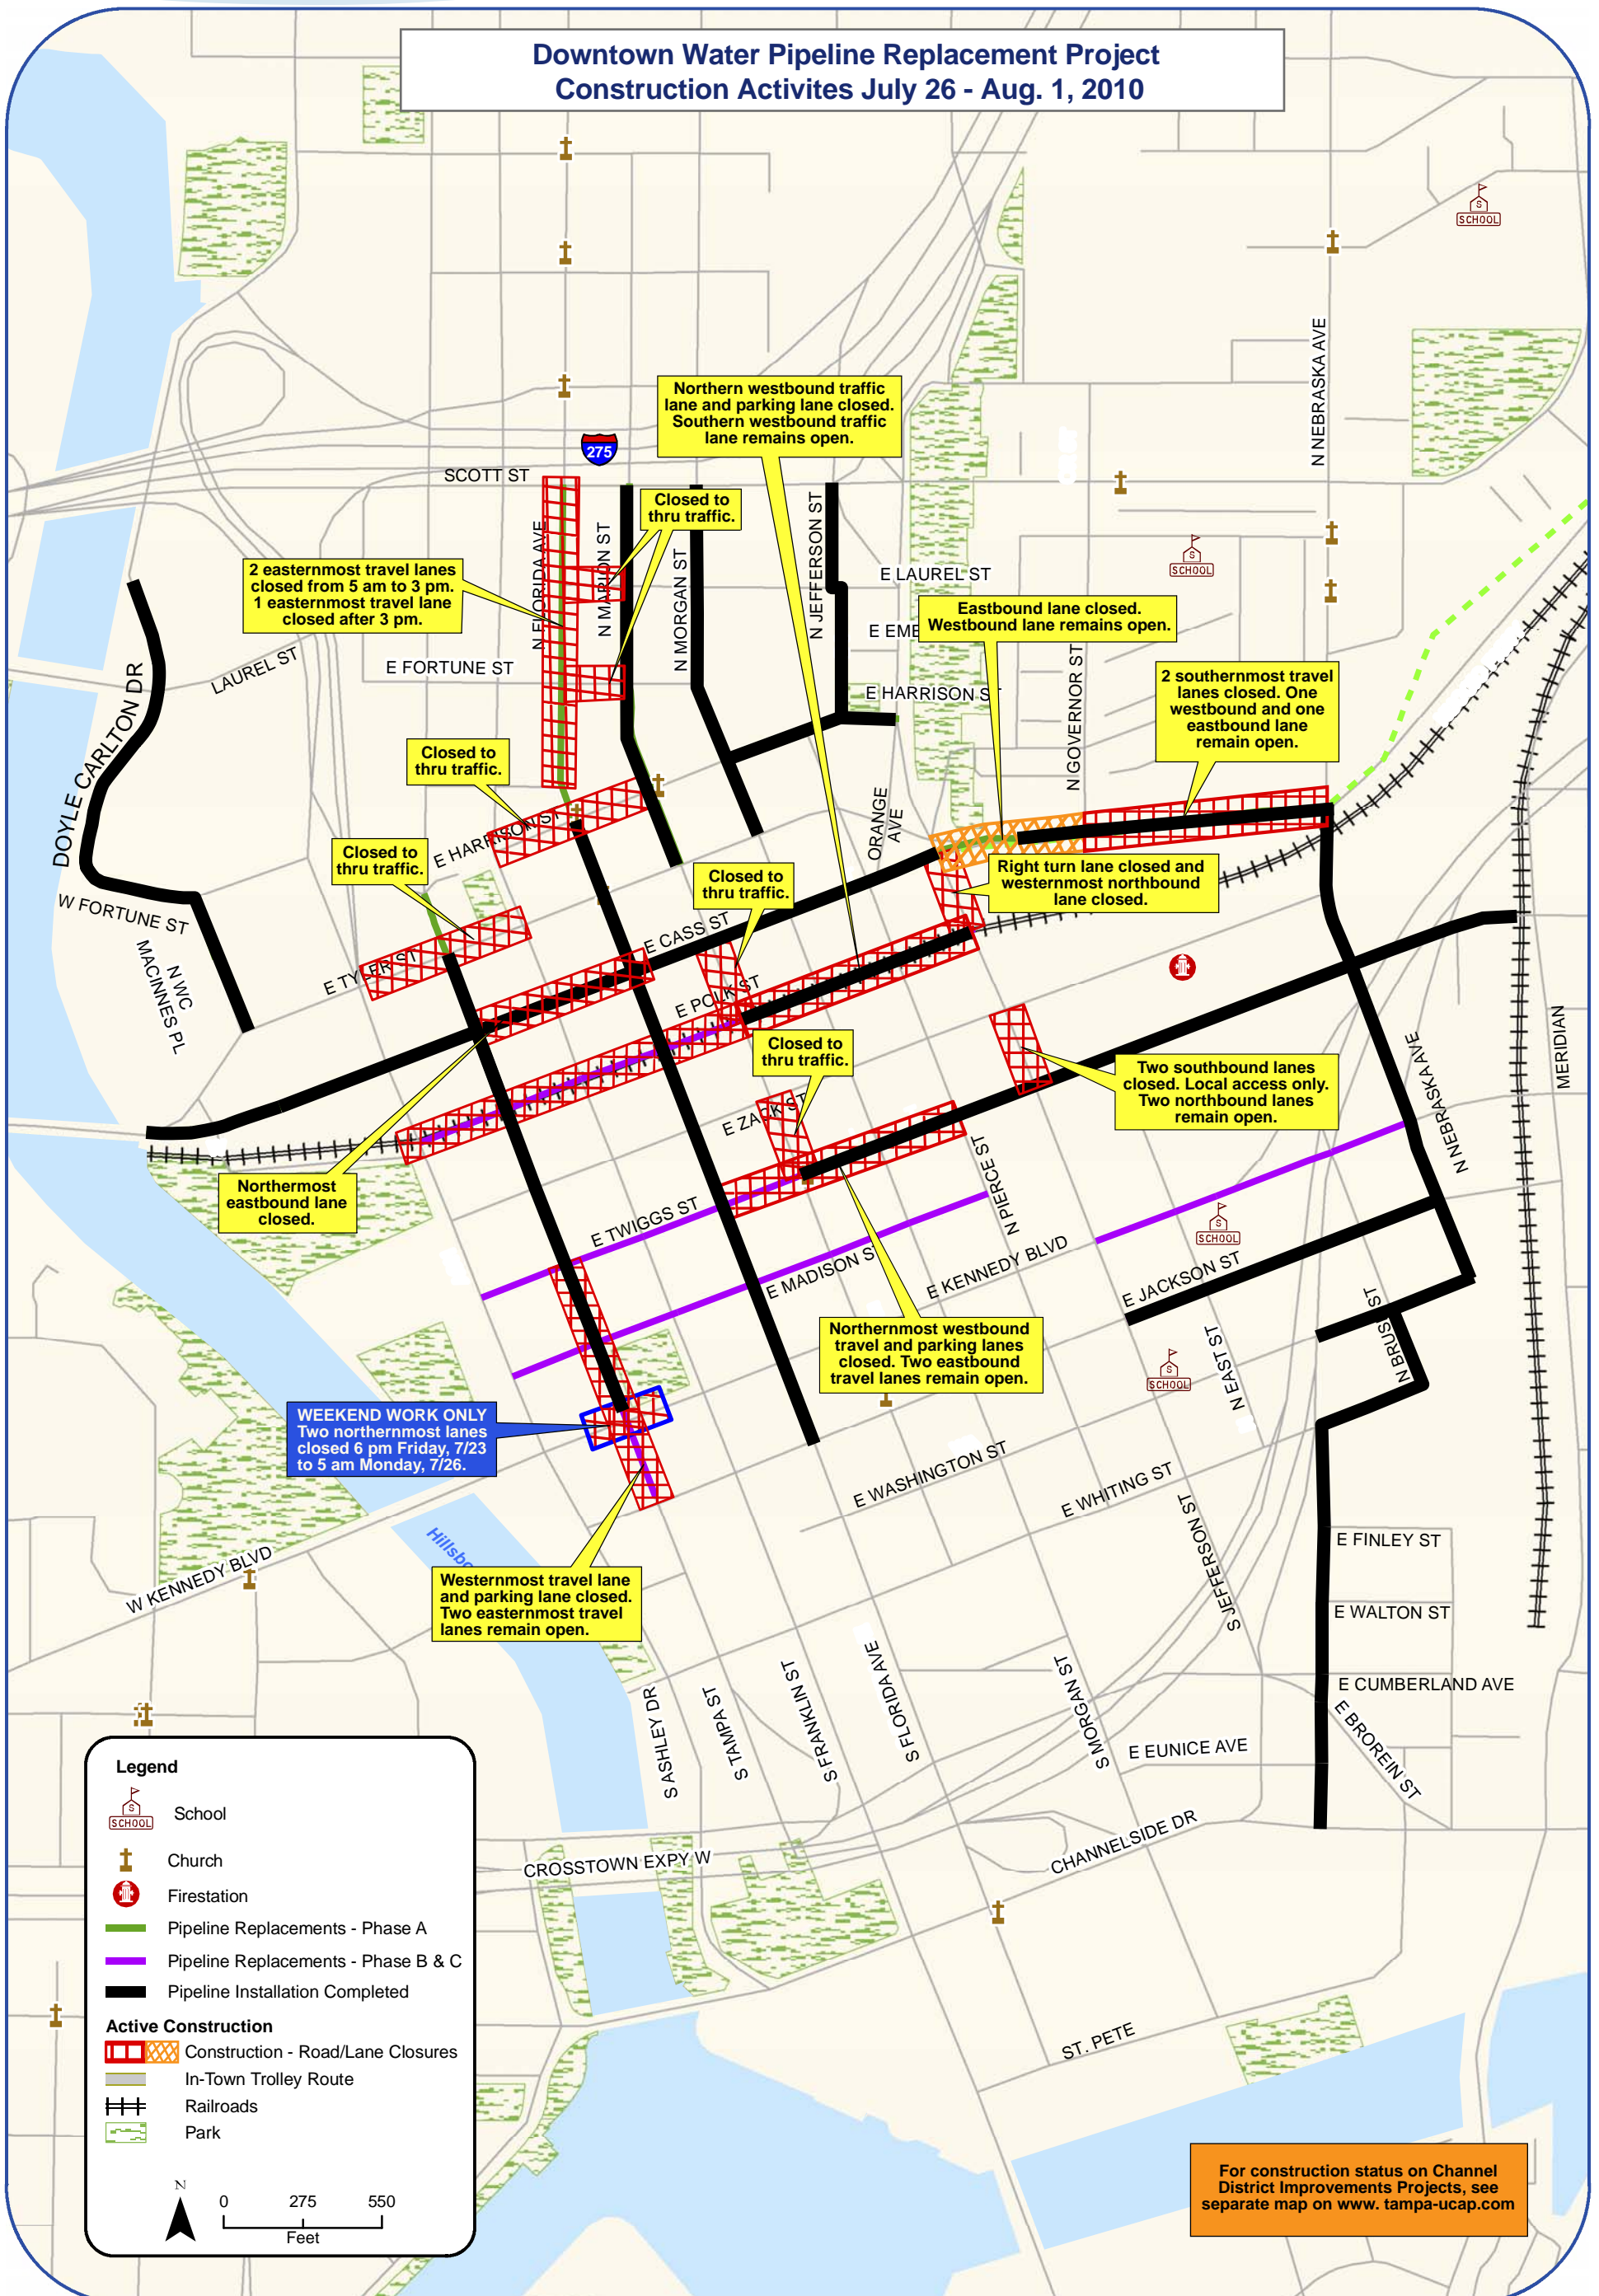 Downtown Water Pipeline Replacement Project
Construction Activites July 26 - Aug. 1, 2010
SCHOOL
N NEBRASKA AVE
Northern westbound traffic
lane and parking lane closed.
Southern westbound traffic
lane remains open.
275
SCOTT ST
Closed to
thru traffic.
N FLORIDA AVE
N MARION ST
N MORGAN ST
N JEFFERSON ST
2 easternmost travel lanes
closed from 5 am to 3 pm.
1 easternmost travel lane
closed after 3 pm.
E LAUREL ST
SCHOOL
Eastbound lane closed.
Westbound lane remains open.
E EME
LAUREL ST
E FORTUNE ST
E HARRISON ST
N GOVERNOR ST
2 southernmost travel
lanes closed. One
westbound and one
eastbound lane
remain open.
DOYLE CARLTON DR
Closed to
thru traffic.
ORANGE
AVE
E HARRISON ST
Closed to
thru traffic.
Closed to
thru traffic.
Right turn lane closed and
westernmost northbound
lane closed.
W FORTUNE ST
N WC
MACINNES PL
E CASS ST
E TYLER ST
E POLK ST
Closed to
thru traffic.
Two southbound lanes
closed. Local access only.
Two northbound lanes
remain open.
MERIDIAN
N NEBRASKA AVE
E ZACK ST
Northermost
eastbound lane
closed.
N PIERCE ST
E TWIGGS ST
SCHOOL
E MADISON ST
E KENNEDY BLVD
E JACKSON ST
Northernmost westbound
travel and parking lanes
closed. Two eastbound
travel lanes remain open.
N BRUSH ST
N EAST ST
SCHOOL
WEEKEND WORK ONLY
Two northernmost lanes
closed 6 pm Friday, 7/23
to 5 am Monday, 7/26.
E WASHINGTON ST
E WHITING ST
S JEFFERSON ST
E FINLEY ST
Hillsbo
W KENNEDY BLVD
Westernmost travel lane
and parking lane closed.
Two easternmost travel
lanes remain open.
E WALTON ST
S ASHLEY DR
S TAMPA ST
S FRANKLIN ST
S FLORIDA AVE
S MORGAN ST
E CUMBERLAND AVE
E BROREIN ST
E EUNICE AVE
CHANNELSIDE DR
CROSSTOWN EXPY W
ST. PETE
Legend
SCHOOL
School
Church
Firestation
Pipeline Replacements - Phase A
Pipeline Replacements - Phase B & C
Pipeline Installation Completed
Active Construction
Construction - Road/Lane Closures
In-Town Trolley Route
Railroads
Park
N
0 275 550
Feet
For construction status on Channel
District Improvements Projects, see
separate map on www. tampa-ucap.com